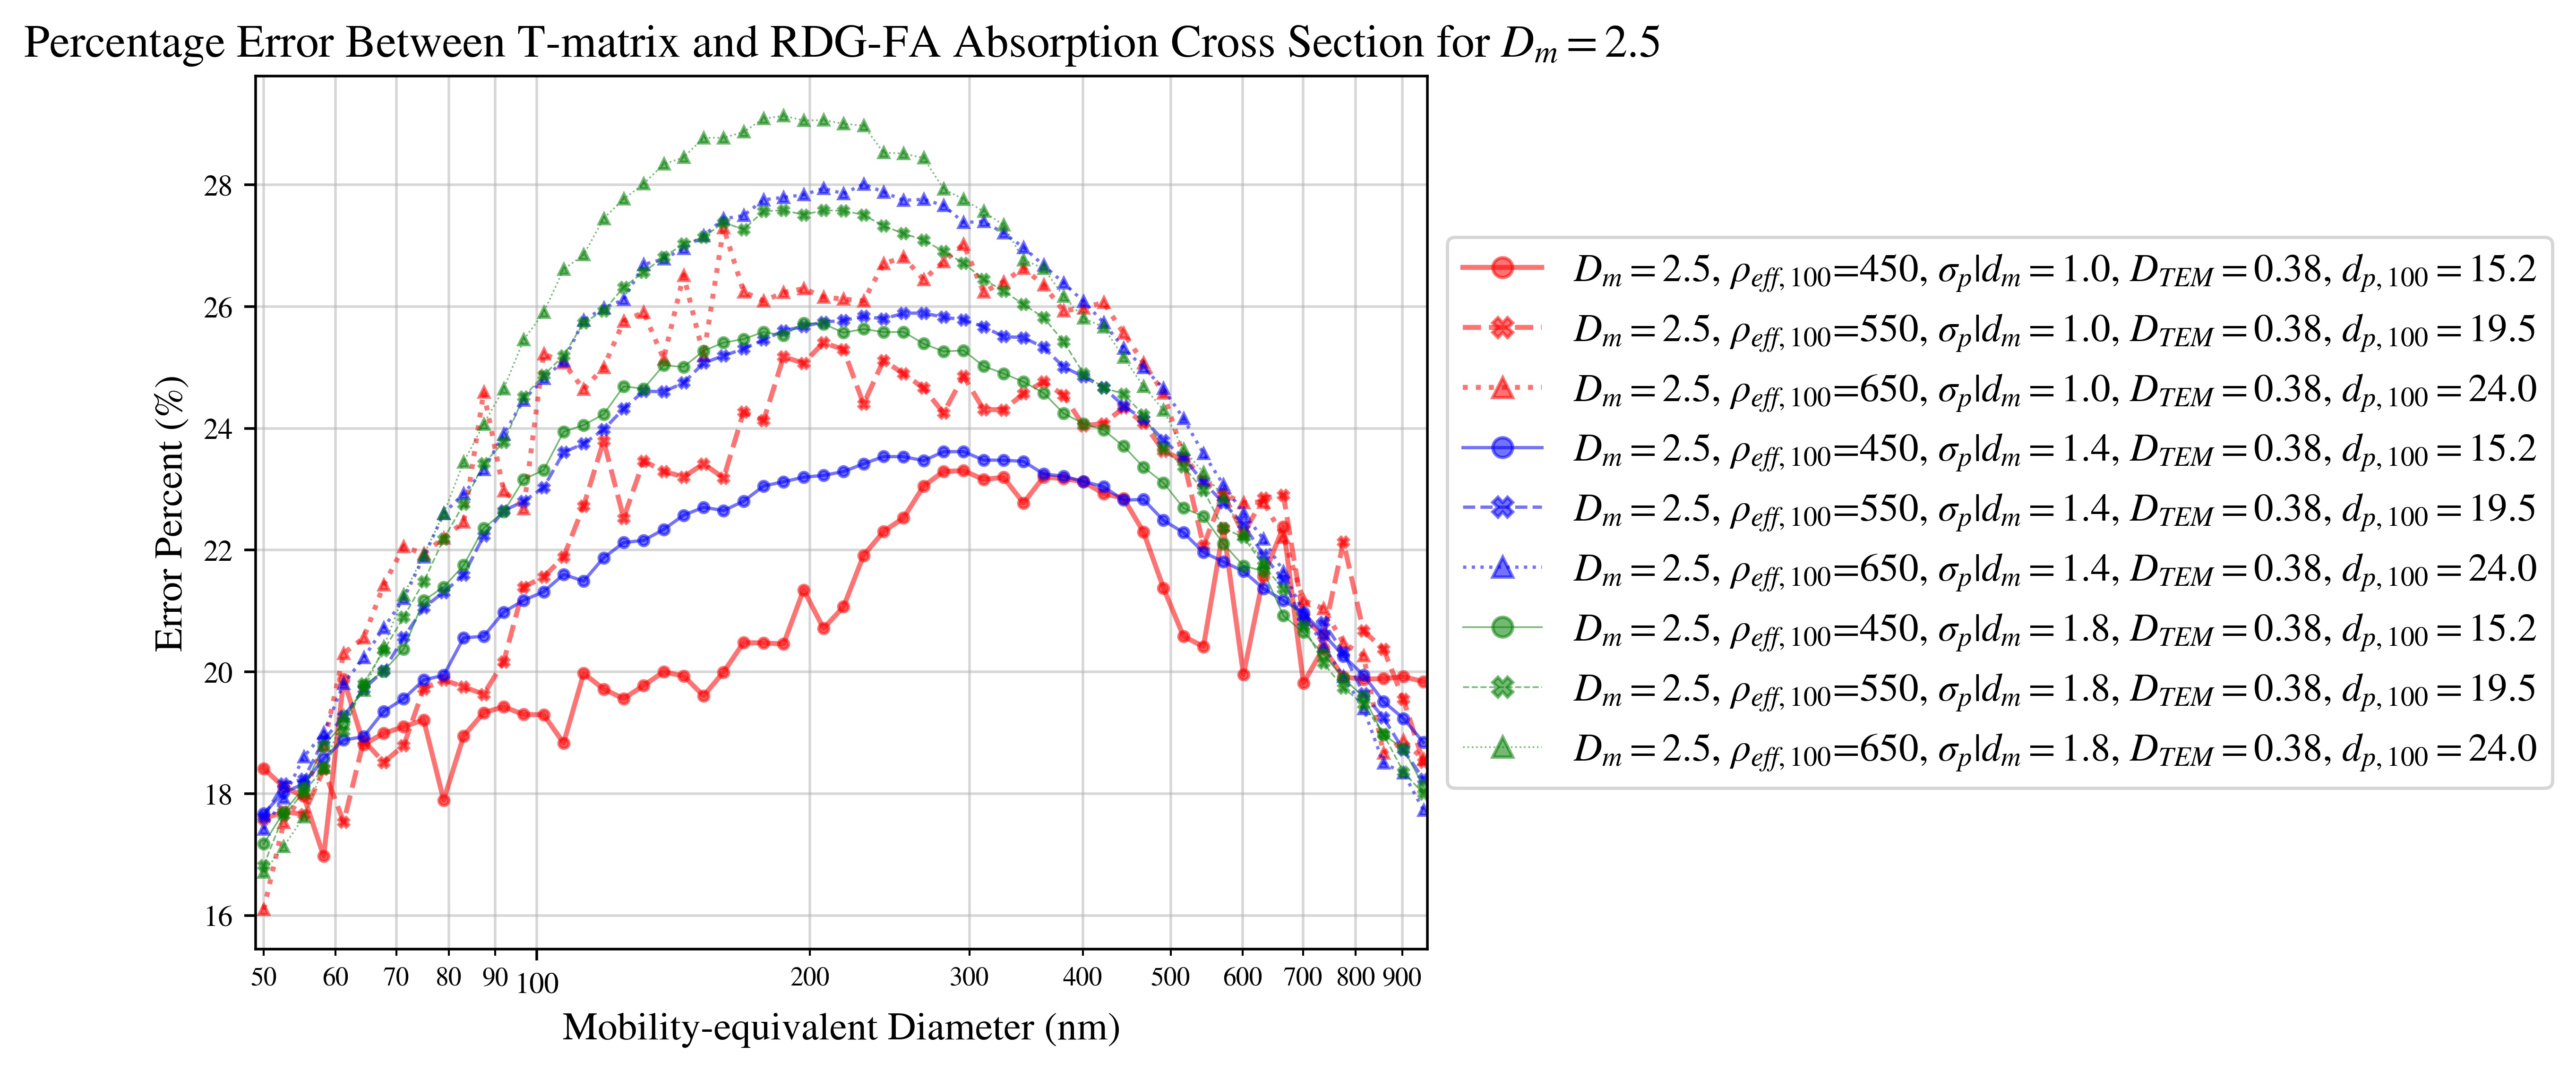 Percentage Error Between T-matrix and RDG-FA Absorption Cross Section for Dₘ = 2.5
Error Percent (%)
28
26
24
22
20
18
16
50 60 70 80 90 100 200 300 400 500 600 700 800 900
Mobility-equivalent Diameter (nm)
D_m = 2.5, ρ_eff,100=450, σ_p|d_m = 1.0, D_TEM = 0.38, d_p,100 = 15.2
D_m = 2.5, ρ_eff,100=550, σ_p|d_m = 1.0, D_TEM = 0.38, d_p,100 = 19.5
D_m = 2.5, ρ_eff,100=650, σ_p|d_m = 1.0, D_TEM = 0.38, d_p,100 = 24.0
D_m = 2.5, ρ_eff,100=450, σ_p|d_m = 1.4, D_TEM = 0.38, d_p,100 = 15.2
D_m = 2.5, ρ_eff,100=550, σ_p|d_m = 1.4, D_TEM = 0.38, d_p,100 = 19.5
D_m = 2.5, ρ_eff,100=650, σ_p|d_m = 1.4, D_TEM = 0.38, d_p,100 = 24.0
D_m = 2.5, ρ_eff,100=450, σ_p|d_m = 1.8, D_TEM = 0.38, d_p,100 = 15.2
D_m = 2.5, ρ_eff,100=550, σ_p|d_m = 1.8, D_TEM = 0.38, d_p,100 = 19.5
D_m = 2.5, ρ_eff,100=650, σ_p|d_m = 1.8, D_TEM = 0.38, d_p,100 = 24.0